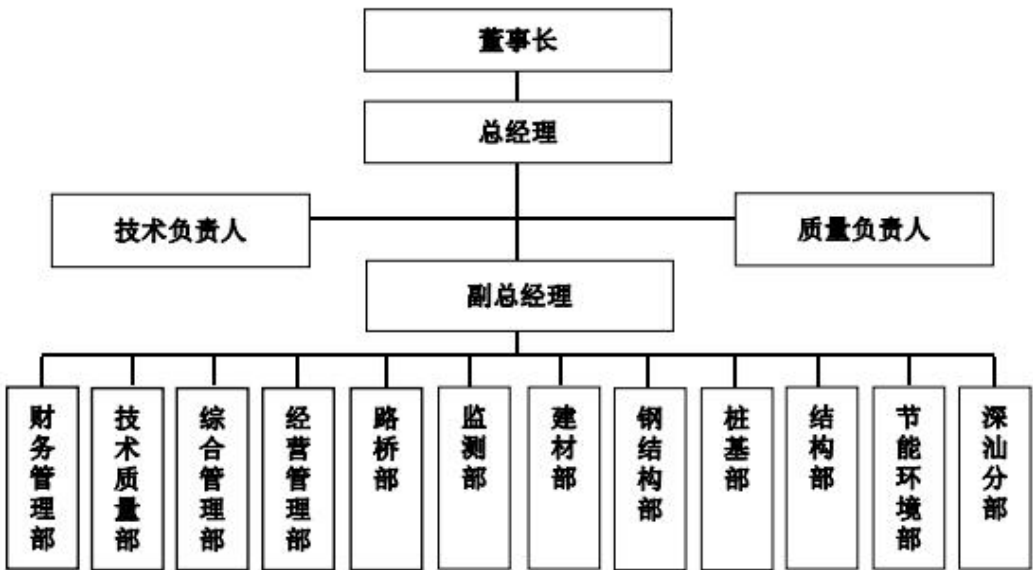 董事长
总经理
技术负责人
质量负责人
副总经理
财务管理部
技术质量部
综合管理部
经营管理部
路桥部
监测部
建材部
钢结构部
桩基部
结构部
节能环境部
深汕分部